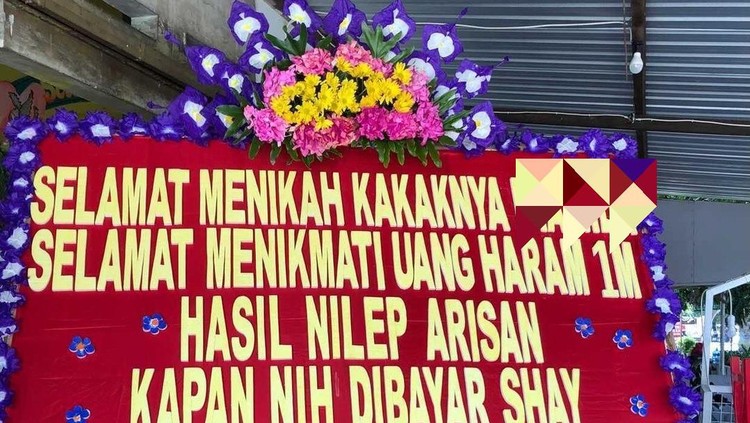 SELAMAT MENIKAH KAKAKNYA
SELAMAT MENIKMATI UANG HARAM 1M
HASIL NILEP ARISAN
KAPAN NIH DIBAYAR SHAY